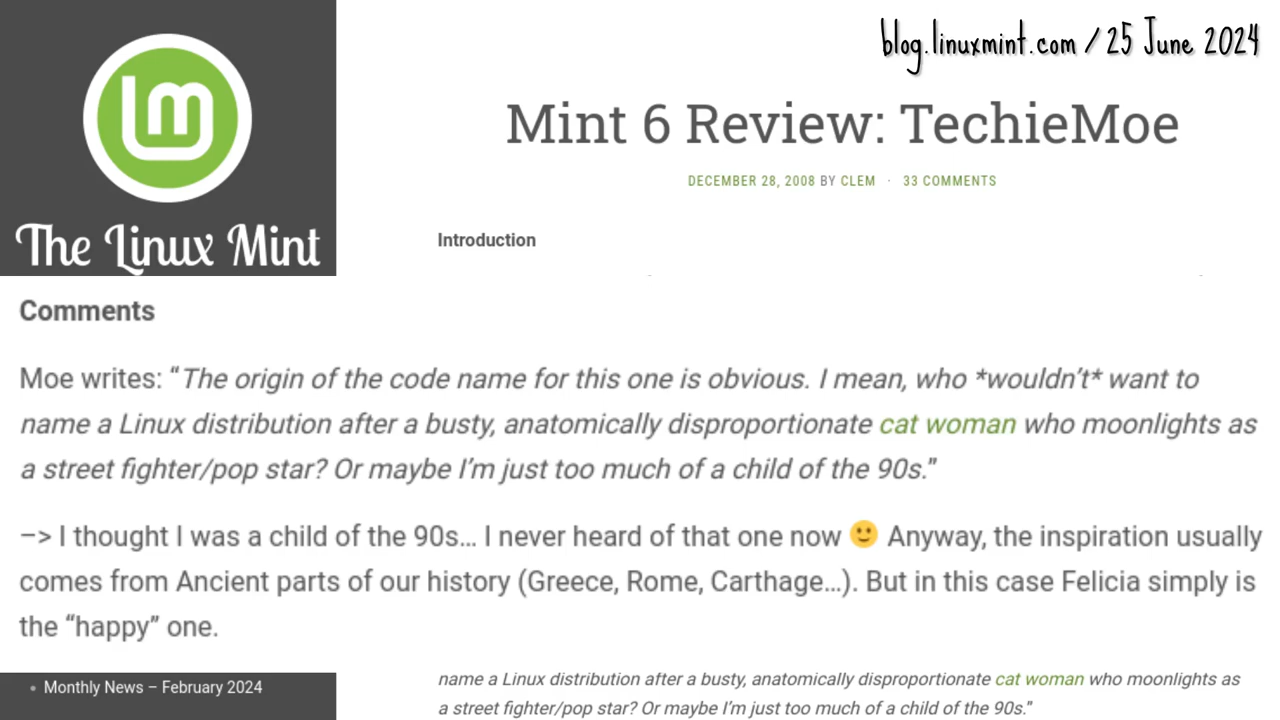 blog.linuxmint.com / 25 June 2024
Lm
The Linux Mint
Mint 6 Review: TechieMoe
DECEMBER 28, 2008 BY CLEM · 33 COMMENTS
Introduction
Comments
Moe writes: “The origin of the code name for this one is obvious. I mean, who *wouldn’t* want to
name a Linux distribution after a busty, anatomically disproportionate cat woman who moonlights as
a street fighter/pop star? Or maybe I’m just too much of a child of the 90s.”
–> I thought I was a child of the 90s… I never heard of that one now 🙂 Anyway, the inspiration usually
comes from Ancient parts of our history (Greece, Rome, Carthage…). But in this case Felicia simply is
the “happy” one.
• Monthly News – February 2024
name a Linux distribution after a busty, anatomically disproportionate cat woman who moonlights as
a street fighter/pop star? Or maybe I’m just too much of a child of the 90s.”